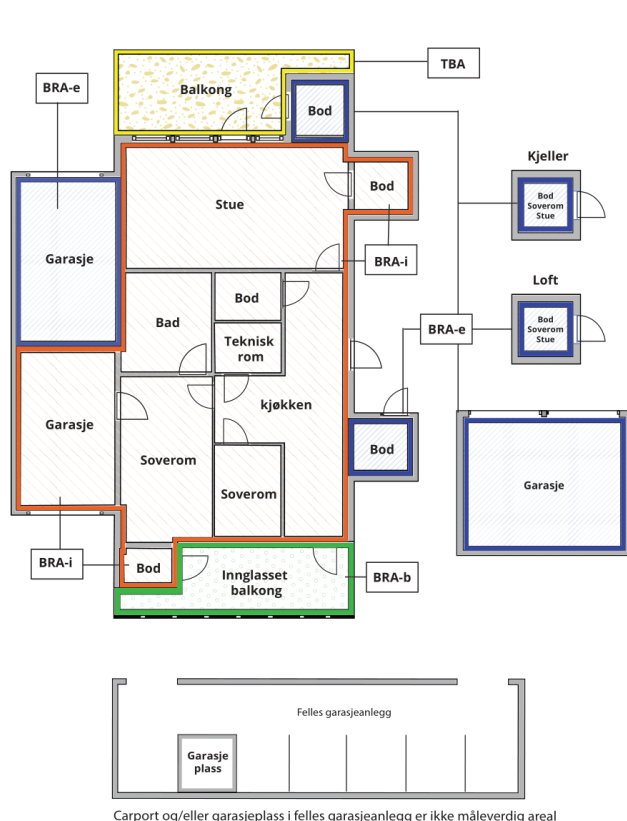 TBA
BRA-e
Balkong
Bod
Kjeller
Bod
Soverom
Stue
Stue
Bod
Garasje
BRA-i
Loft
Bod
Bod
Soverom
Stue
Bad
BRA-e
Teknisk
rom
kjøkken
Garasje
Bod
Soverom
Garasje
Soverom
BRA-i
Bod
Innglasset
balkong
BRA-b
Felles garasjeanlegg
Garasje
plass
Carport og/eller garasjeplass i felles garasjeanlegg er ikke måleverdig areal